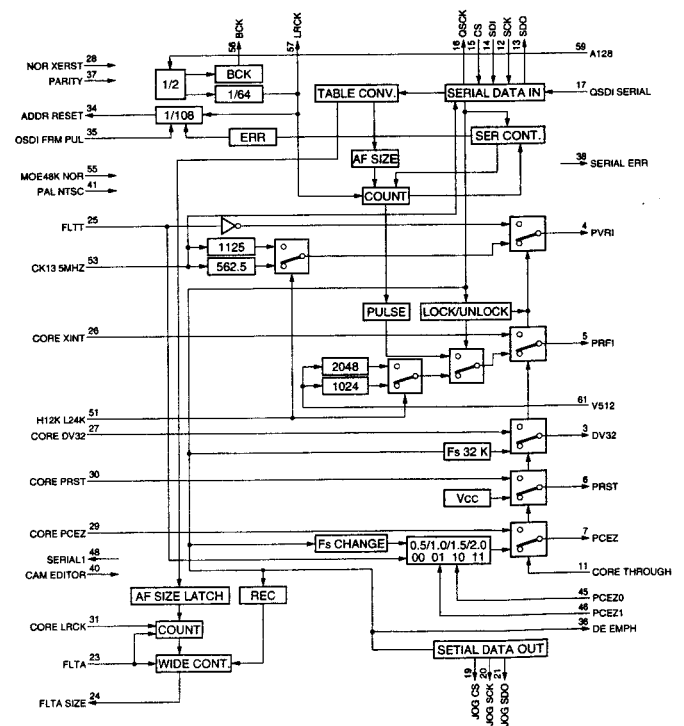 56 BCK
57 LRCK
16 QSCK
15 CS
14 SDI
12 SCK
13 SDO
59 A128
NOR XERST 28
PARITY 37
1/2
BCK
1/64
TABLE CONV.
SERIAL DATA IN
17 QSDI SERIAL
ADDR RESET 34
1/108
OSDI FRM PUL 35
ERR
SER CONT.
AF SIZE
38 SERIAL ERR
MOE48K NOR 55
PAL NTSC 41
COUNT
FLTT 25
4 PVRI
1125
CK13 5MHZ 53
562.5
PULSE
LOCK/UNLOCK
CORE XINT 26
5 PRFI
2048
1024
61 V512
H12K L24K 51
CORE DV32 27
3 DV32
Fs 32 K
CORE PRST 30
6 PRST
Vcc
CORE PCEZ 29
7 PCEZ
Fs CHANGE
0.5/1.0/1.5/2.0
00 01 10 11
SERIAL1 48
CAM EDITOR 40
11 CORE THROUGH
45 PCEZ0
46 PCEZ1
AF SIZE LATCH
REC
CORE LRCK 31
COUNT
36 DE EMPH
SETIAL DATA OUT
FLTA 23
WIDE CONT.
19 JOG CS
20 JOG SCK
21 JOG SDO
FLTA SIZE 24